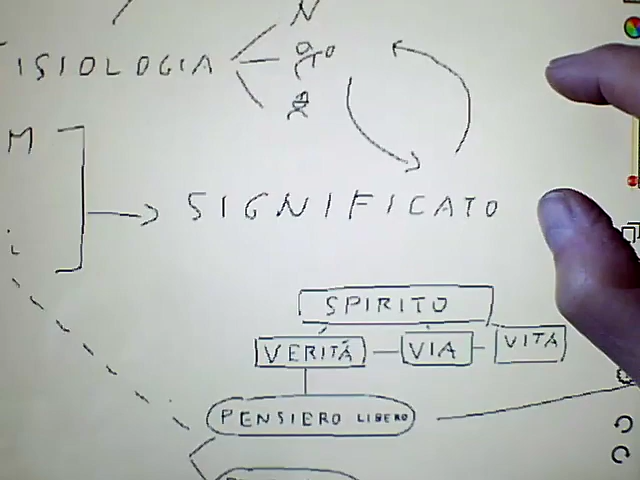 ISIOLOGIA
N
M
SIGNIFICATO
i
SPIRITO
VERITÀ VIA VITA
PENSIERO LIBERO